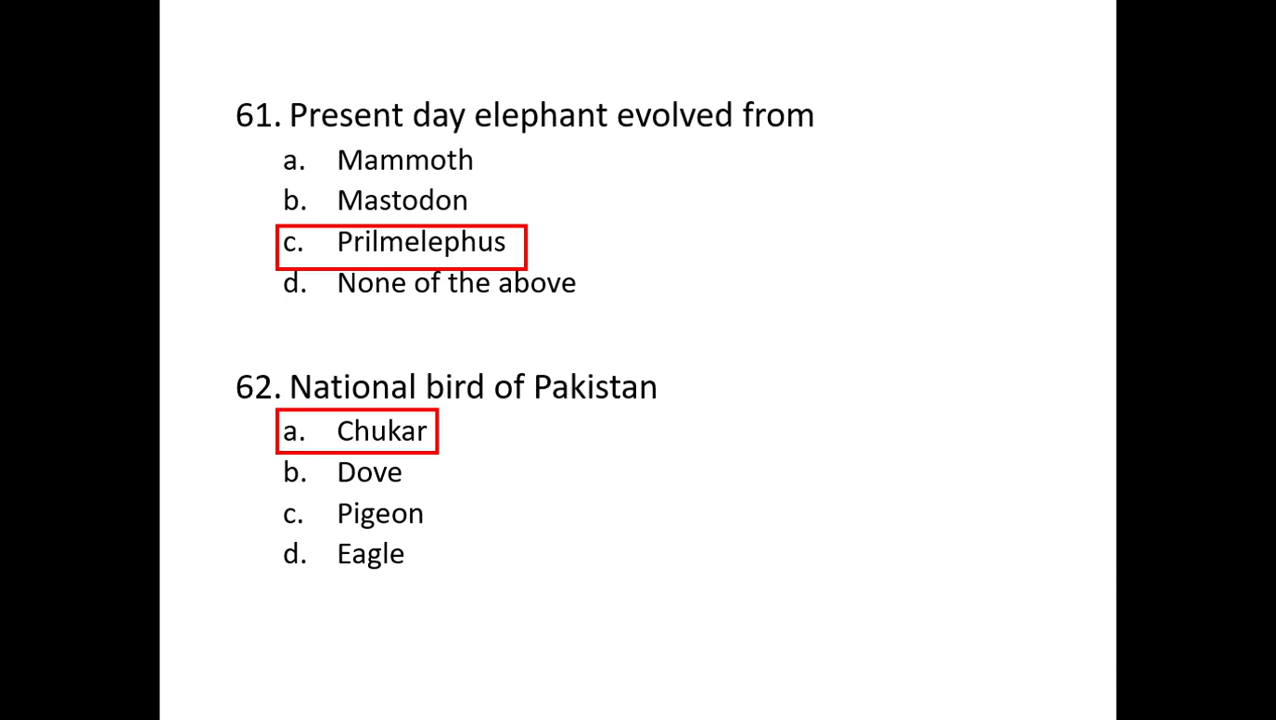 61. Present day elephant evolved from
a. Mammoth
b. Mastodon
c. Prilmelephus
d. None of the above
62. National bird of Pakistan
a. Chukar
b. Dove
c. Pigeon
d. Eagle